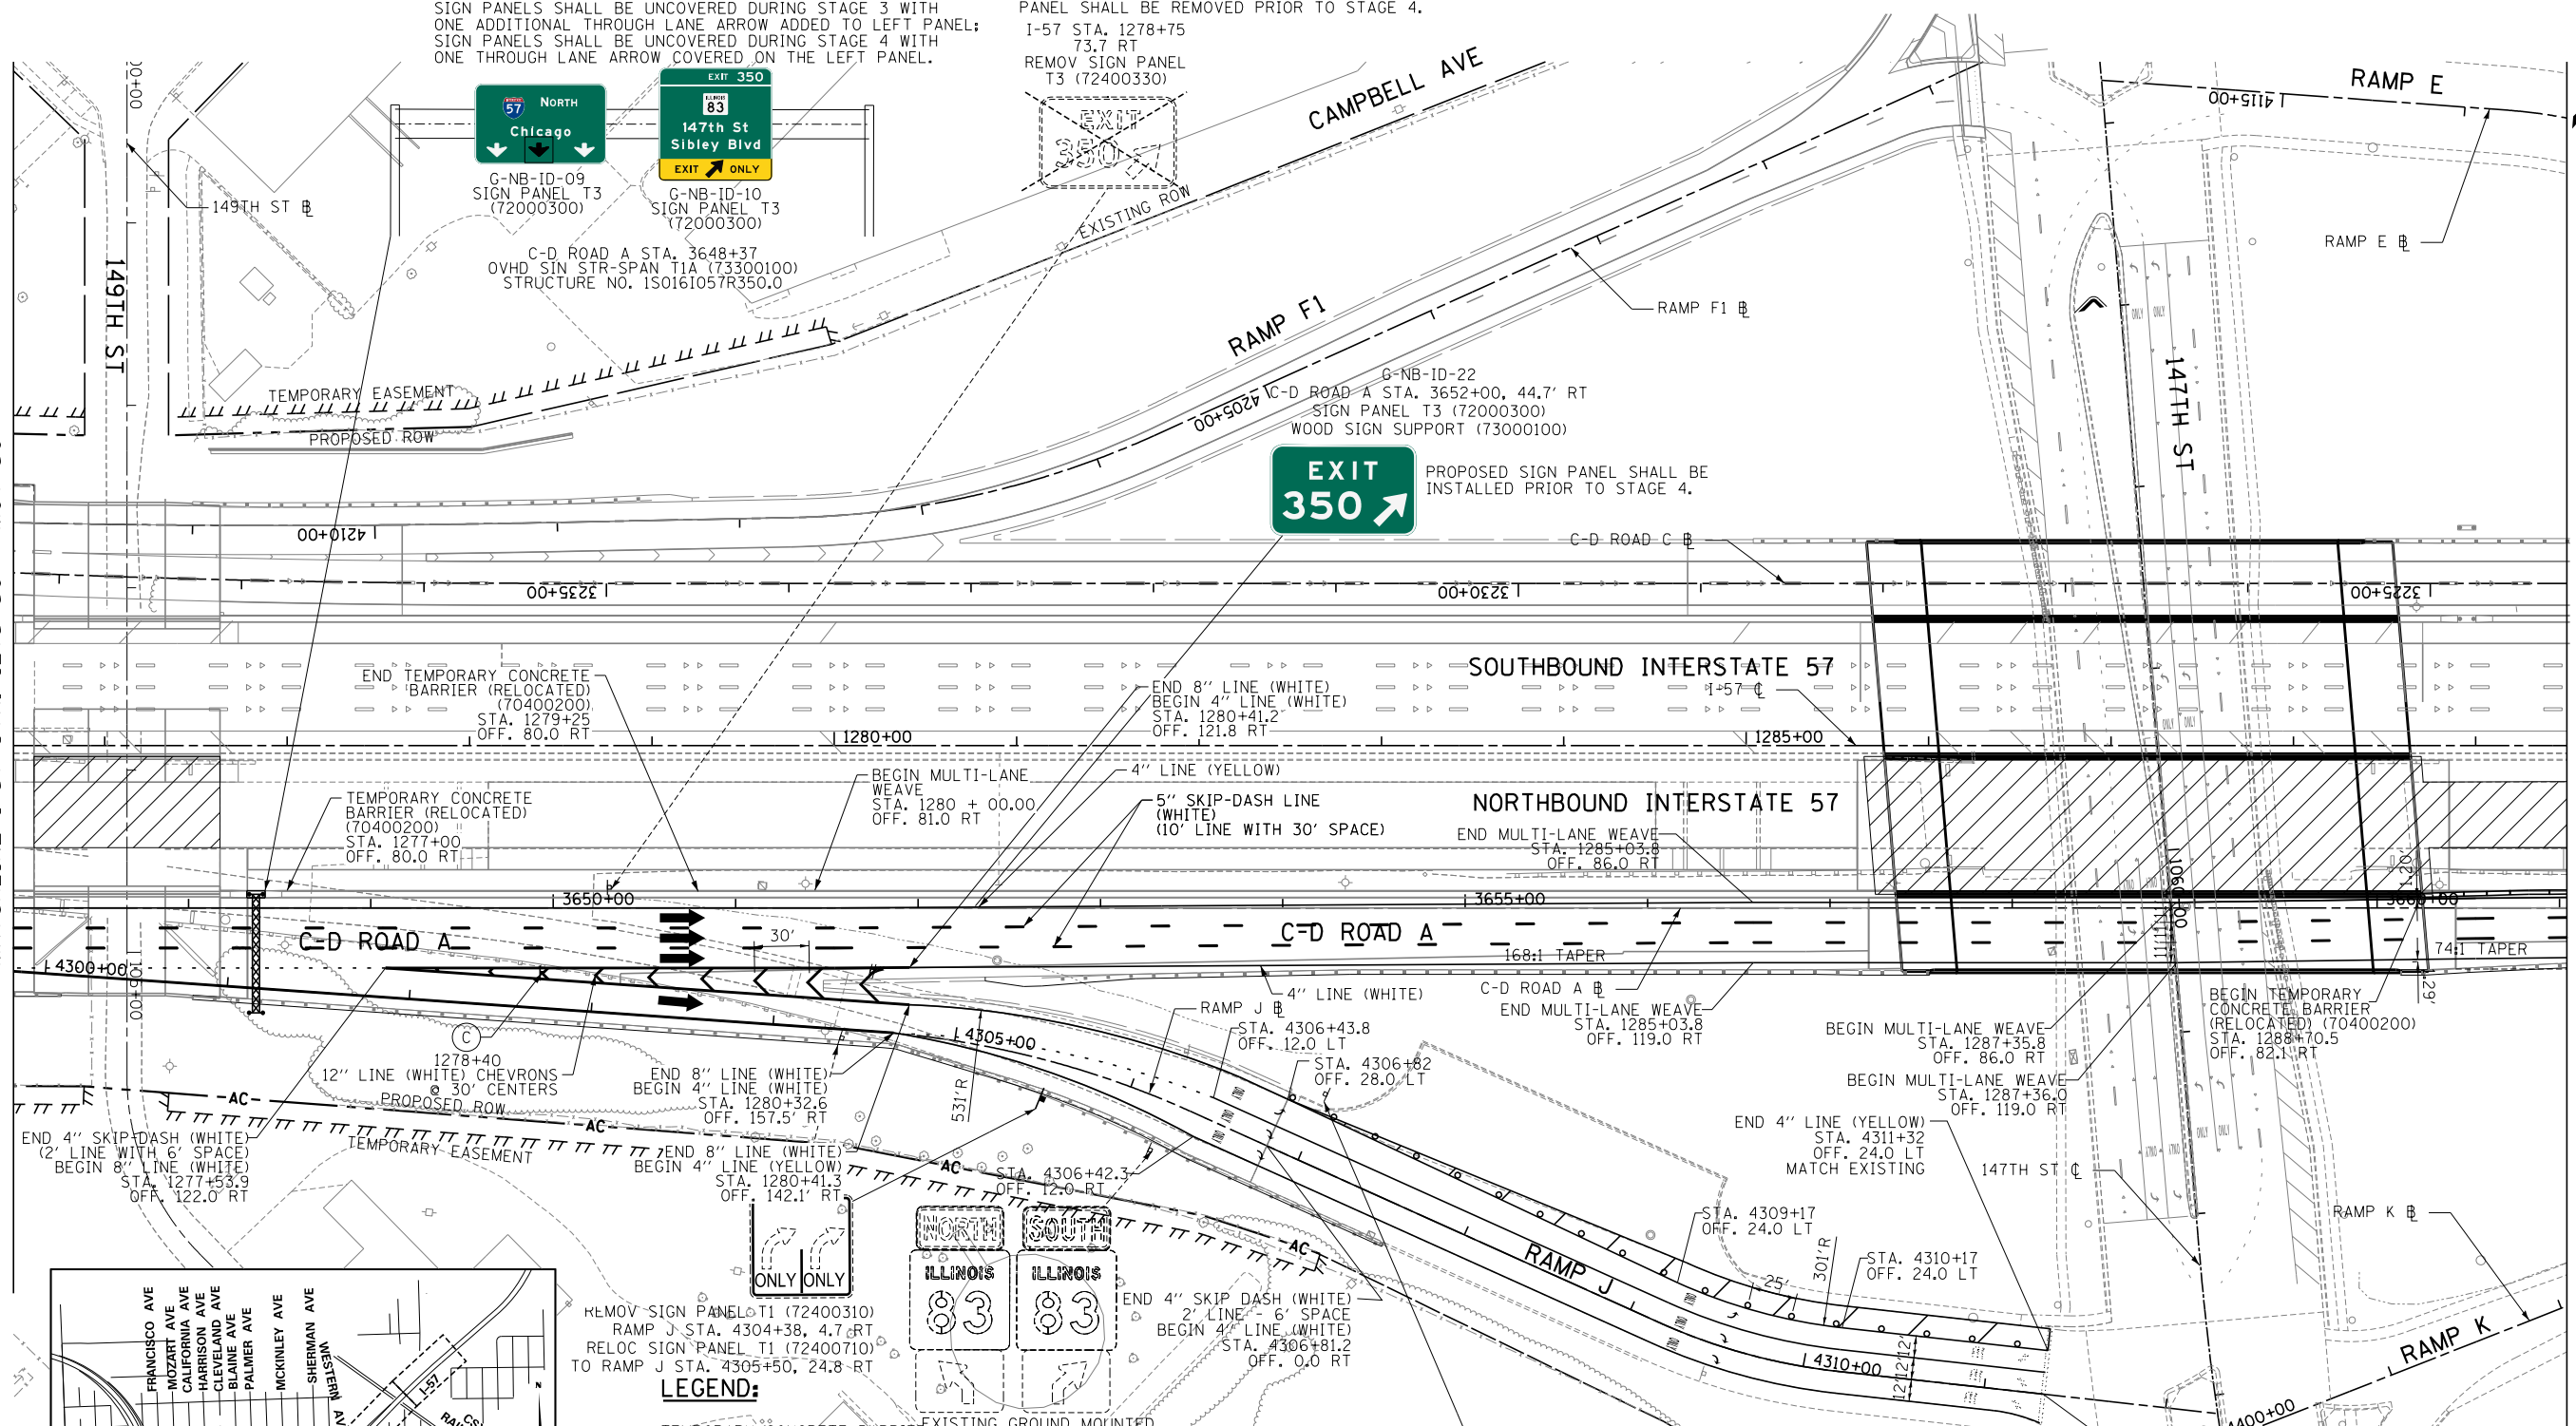 SIGN PANELS SHALL BE UNCOVERED DURING STAGE 3 WITH
ONE ADDITIONAL THROUGH LANE ARROW ADDED TO LEFT PANEL;
SIGN PANELS SHALL BE UNCOVERED DURING STAGE 4 WITH
ONE THROUGH LANE ARROW COVERED ON THE LEFT PANEL.
PANEL SHALL BE REMOVED PRIOR TO STAGE 4.
I-57 STA. 1278+75
73.7 RT
REMOV SIGN PANEL
T3 (72400330)
EXIT
350
57 NORTH
Chicago
EXIT 350
ILLINOIS
83
147th St
Sibley Blvd
EXIT ONLY
G-NB-ID-09
SIGN PANEL T3
(72000300)
G-NB-ID-10
SIGN PANEL T3
(72000300)
C-D ROAD A STA. 3648+37
OVHD SIN STR-SPAN T1A (73300100)
STRUCTURE NO. 1S016I057R350.0
149TH ST ℄
149TH ST
CAMPBELL AVE
EXISTING ROW
RAMP E
4115+00
RAMP E ℄
RAMP F1 ℄
RAMP F1
4205+00
147TH ST
TEMPORARY EASEMENT
PROPOSED ROW
G-NB-ID-22
C-D ROAD A STA. 3652+00, 44.7' RT
SIGN PANEL T3 (72000300)
WOOD SIGN SUPPORT (73000100)
EXIT
350
PROPOSED SIGN PANEL SHALL BE
INSTALLED PRIOR TO STAGE 4.
4210+00
C-D ROAD C ℄
3235+00
3230+00
3225+00
SOUTHBOUND INTERSTATE 57
I-57 ℄
END TEMPORARY CONCRETE
BARRIER (RELOCATED)
(70400200)
STA. 1279+25
OFF. 80.0 RT
END 8" LINE (WHITE)
BEGIN 4" LINE (WHITE)
STA. 1280+41.2
OFF. 121.8 RT
1280+00
1285+00
4" LINE (YELLOW)
BEGIN MULTI-LANE
WEAVE
STA. 1280 + 00.00
OFF. 81.0 RT
5" SKIP-DASH LINE
(WHITE)
(10' LINE WITH 30' SPACE)
TEMPORARY CONCRETE
BARRIER (RELOCATED)
(70400200)
STA. 1277+00
OFF. 80.0 RT
NORTHBOUND INTERSTATE 57
END MULTI-LANE WEAVE
STA. 1285+03.8
OFF. 86.0 RT
1060+00
1.20'
3650+00
3655+00
3660+00
C-D ROAD A
30'
C-D ROAD A
168:1 TAPER
74:1 TAPER
4300+00
105+00
4" LINE (WHITE)
C-D ROAD A ℄
END MULTI-LANE WEAVE
STA. 1285+03.8
OFF. 119.0 RT
RAMP J ℄
STA. 4306+43.8
OFF. 12.0 LT
STA. 4306+82
OFF. 28.0 LT
4305+00
531'R
C
1278+40
12" LINE (WHITE) CHEVRONS
@ 30' CENTERS
END 8" LINE (WHITE)
BEGIN 4" LINE (WHITE)
STA. 1280+32.6
OFF. 157.5' RT
BEGIN MULTI-LANE WEAVE
STA. 1287+35.8
OFF. 86.0 RT
BEGIN MULTI-LANE WEAVE
STA. 1287+36.0
OFF. 119.0 RT
BEGIN TEMPORARY
CONCRETE BARRIER
(RELOCATED) (70400200)
STA. 1288+70.5
OFF. 82.1 RT
AC
PROPOSED ROW
TEMPORARY EASEMENT
AC
AC
AC
END 4" SKIP-DASH (WHITE)
(2' LINE WITH 6' SPACE)
BEGIN 8" LINE (WHITE)
STA. 1277+53.9
OFF. 122.0 RT
END 8" LINE (WHITE)
BEGIN 4" LINE (YELLOW)
STA. 1280+41.3
OFF. 142.1' RT
STA. 4306+42.3
OFF. 12.0 RT
END 4" LINE (YELLOW)
STA. 4311+32
OFF. 24.0 LT
MATCH EXISTING
147TH ST ℄
RAMP K ℄
STA. 4309+17
OFF. 24.0 LT
STA. 4310+17
OFF. 24.0 LT
301'R
25'
RAMP J
ONLY ONLY
NORTH SOUTH
ILLINOIS ILLINOIS
83 83
REMOV SIGN PANEL T1 (72400310)
RAMP J STA. 4304+38, 4.7 RT
RELOC SIGN PANEL T1 (72400710)
TO RAMP J STA. 4305+50, 24.8 RT
END 4" SKIP DASH (WHITE)
2' LINE - 6' SPACE
BEGIN 4" LINE (WHITE)
STA. 4306+81.2
OFF. 0.0 RT
4310+00
12' 12' 12'
RAMP K
4400+00
LEGEND:
EXISTING GROUND MOUNTED
FRANCISCO AVE
MOZART AVE
CALIFORNIA AVE
HARRISON AVE
CLEVELAND AVE
BLAINE AVE
PALMER AVE
MCKINLEY AVE
SHERMAN AVE
WESTERN AV
I-57
N